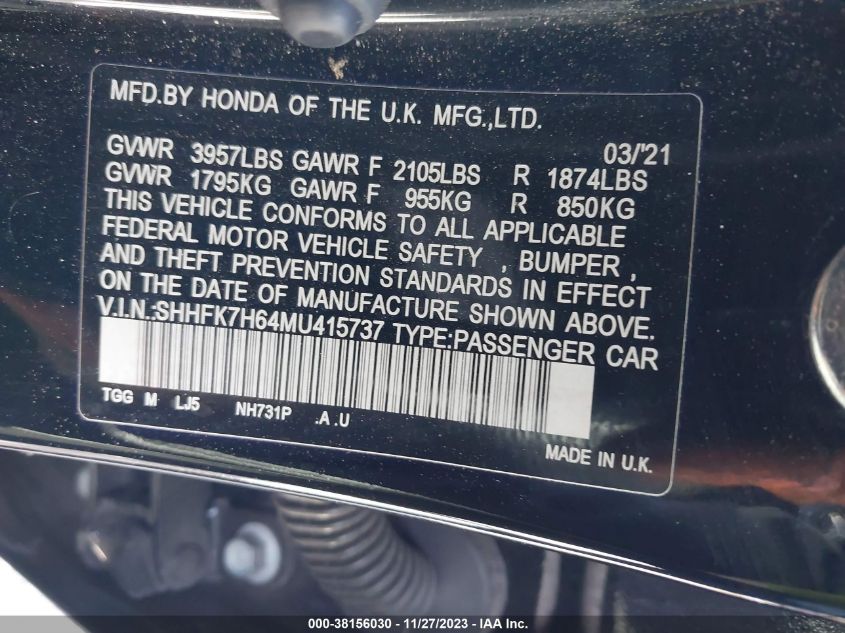 MFD.BY HONDA OF THE U.K. MFG.,LTD.
03/'21
GVWR 3957LBS GAWR F 2105LBS R 1874LBS
GVWR 1795KG GAWR F 955KG R 850KG
THIS VEHICLE CONFORMS TO ALL APPLICABLE
FEDERAL MOTOR VEHICLE SAFETY , BUMPER ,
AND THEFT PREVENTION STANDARDS IN EFFECT
ON THE DATE OF MANUFACTURE SHOWN ABOVE.
V.I.N.:SHHFK7H64MU415737 TYPE:PASSENGER CAR
TGG M LJ5 NH731P .A .U
MADE IN U.K.
000-38156030 - 11/27/2023 - IAA Inc.